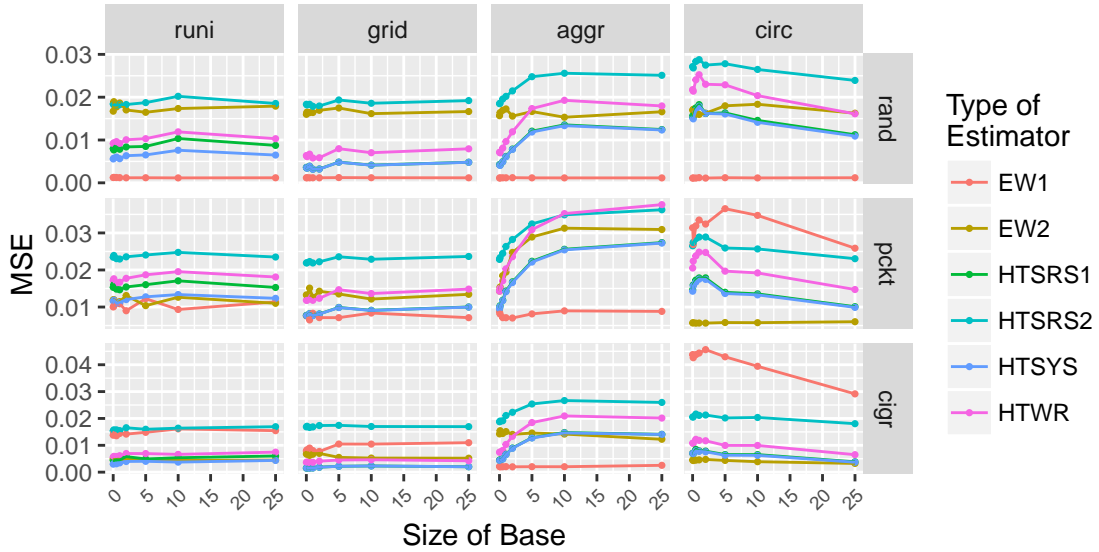 runi grid aggr circ
0.03
0.02
0.01
0.00
rand
0.03
0.02
0.01
pckt
0.04
0.03
0.02
0.01
0.00
cigr
MSE
0 5 10 15 20 25 0 5 10 15 20 25 0 5 10 15 20 25 0 5 10 15 20 25
Size of Base
Type of
Estimator
EW1
EW2
HTSRS1
HTSRS2
HTSYS
HTWR